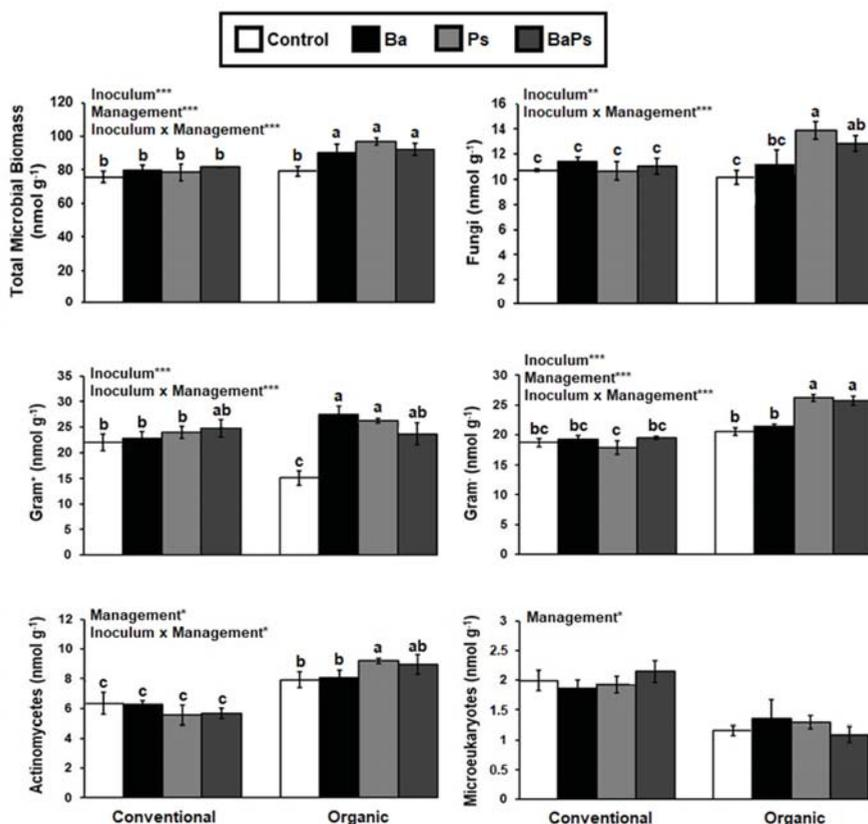 Control Ba Ps BaPs
Inoculum***
Management***
Inoculum x Management***
Total Microbial Biomass
(nmol g-1)
120
100
80
60
40
20
0
b b b b b a a a
Inoculum**
Inoculum x Management***
Fungi (nmol g-1)
16
14
12
10
8
6
4
2
0
c c c c c bc a ab
Inoculum***
Inoculum x Management***
Gram+ (nmol g-1)
35
30
25
20
15
10
5
0
b b b ab c a a ab
Inoculum***
Management***
Inoculum x Management***
Gram- (nmol g-1)
30
25
20
15
10
5
0
bc bc c bc b b a a
Management*
Inoculum x Management*
Actinomycetes (nmol g-1)
12
10
8
6
4
2
0
c c c c b b a ab
Conventional Organic
Management*
Microeukaryotes (nmol g-1)
3
2.5
2
1.5
1
0.5
0
Conventional Organic